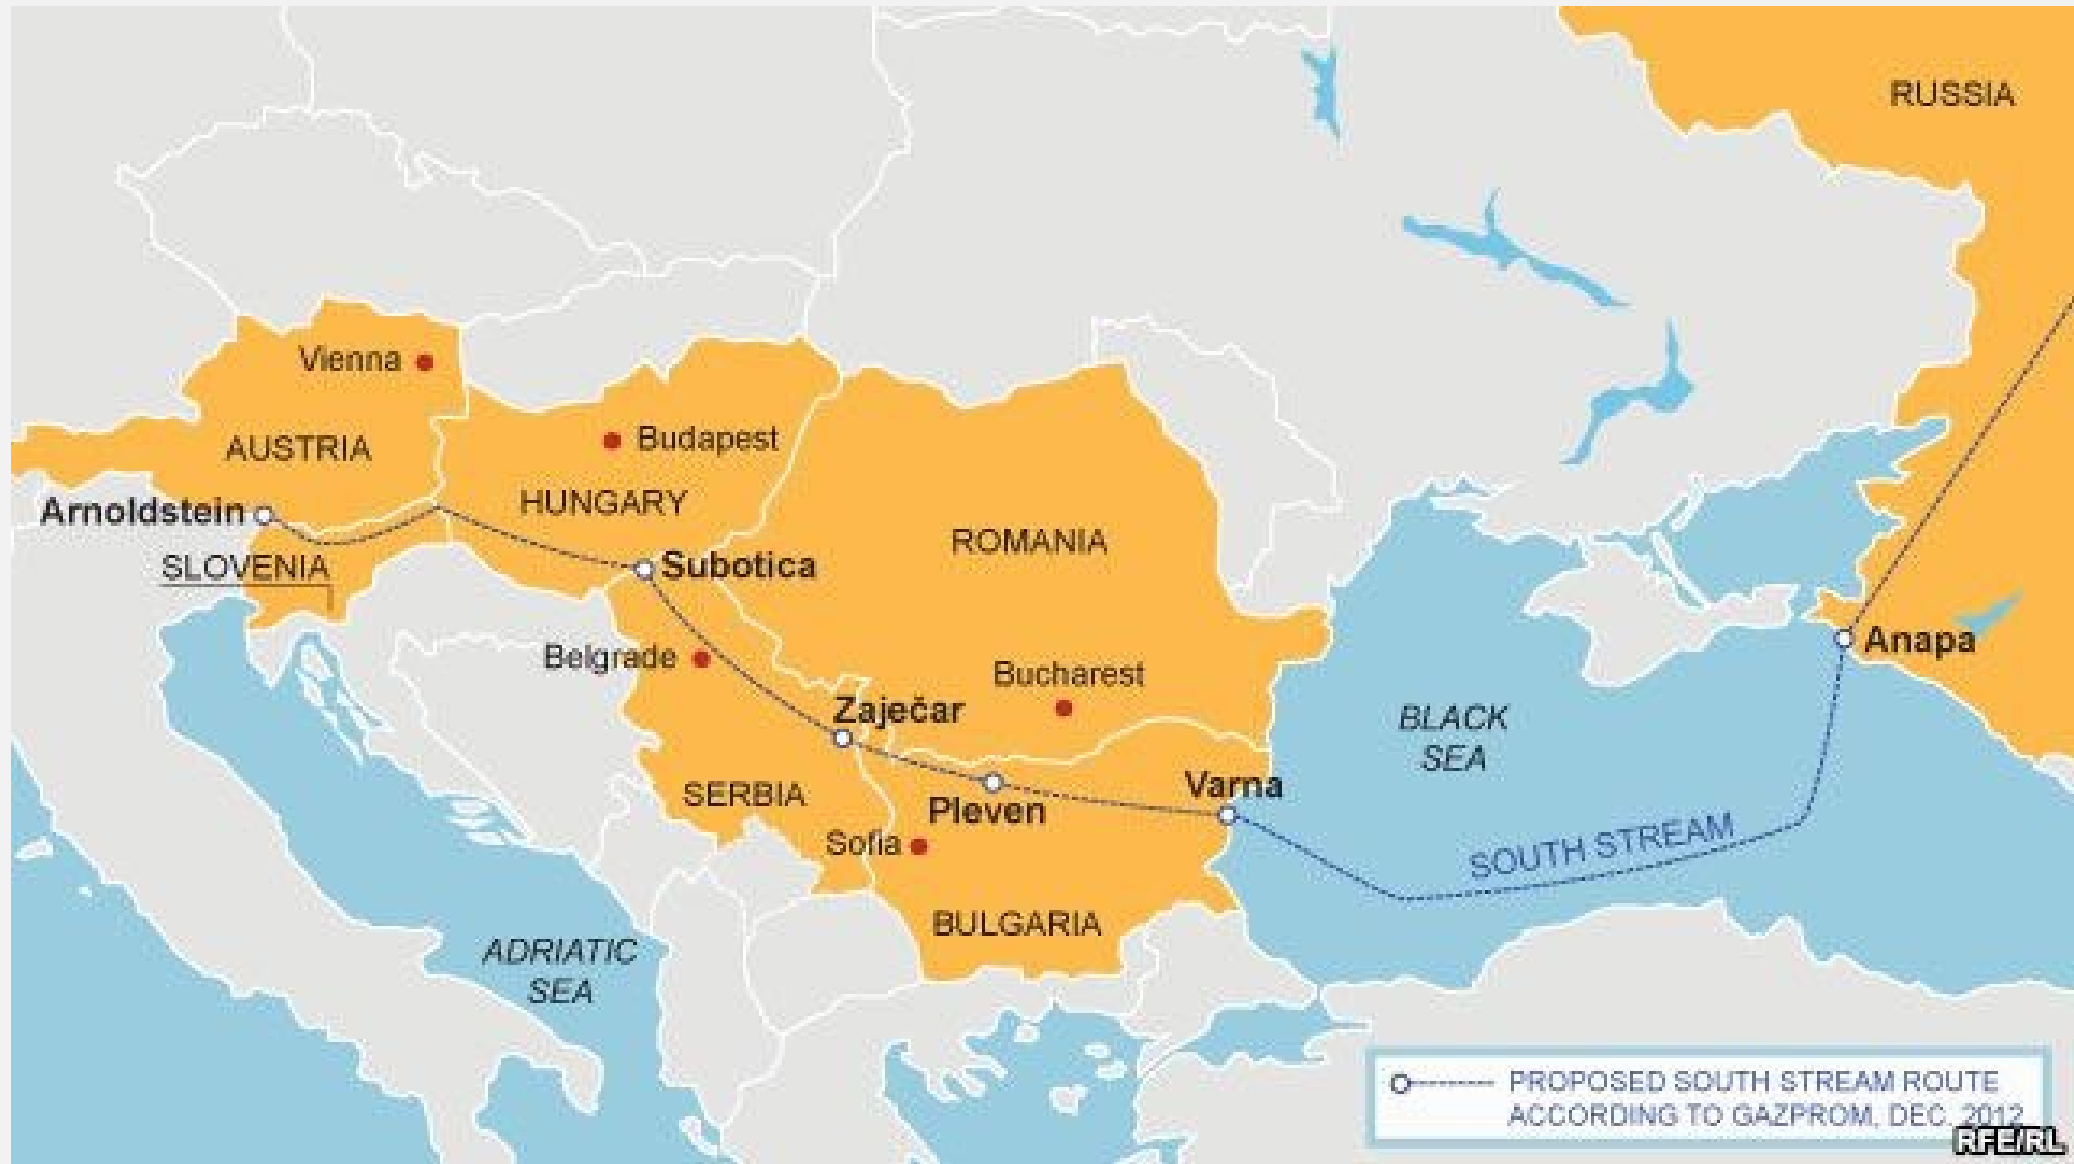 RUSSIA
Vienna
AUSTRIA
Budapest
HUNGARY
Arnoldstein
SLOVENIA
Subotica
ROMANIA
Belgrade
Bucharest
Anapa
Zaječar
BLACK
SEA
SERBIA
Pleven
Varna
Sofia
SOUTH STREAM
BULGARIA
ADRIATIC
SEA
PROPOSED SOUTH STREAM ROUTE
ACCORDING TO GAZPROM, DEC. 2012
RFE/RL